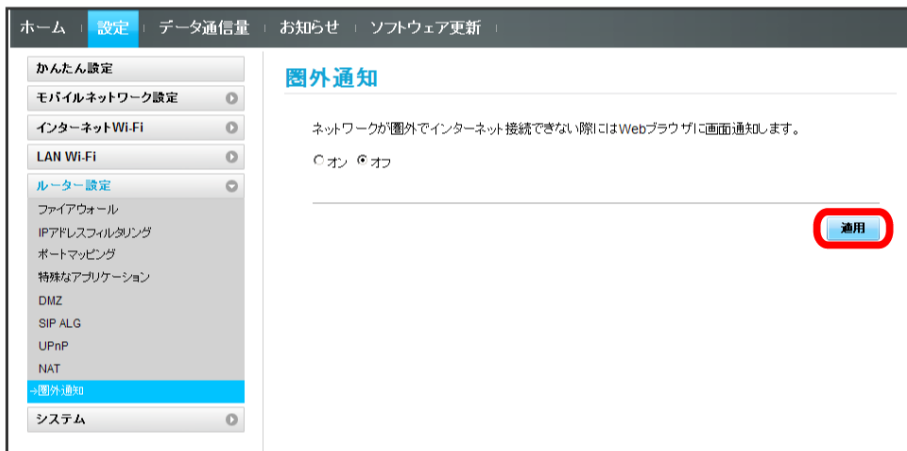 ホーム 設定 データ通信量 お知らせ ソフトウェア更新
かんたん設定
モバイルネットワーク設定
インターネットWi-Fi
LAN Wi-Fi
ルーター設定
ファイアウォール
IPアドレスフィルタリング
ポートマッピング
特殊なアプリケーション
DMZ
SIP ALG
UPnP
NAT
→圏外通知
システム
圏外通知
ネットワークが圏外でインターネット接続できない際にはWebブラウザに画面通知します。
オン オフ
適用